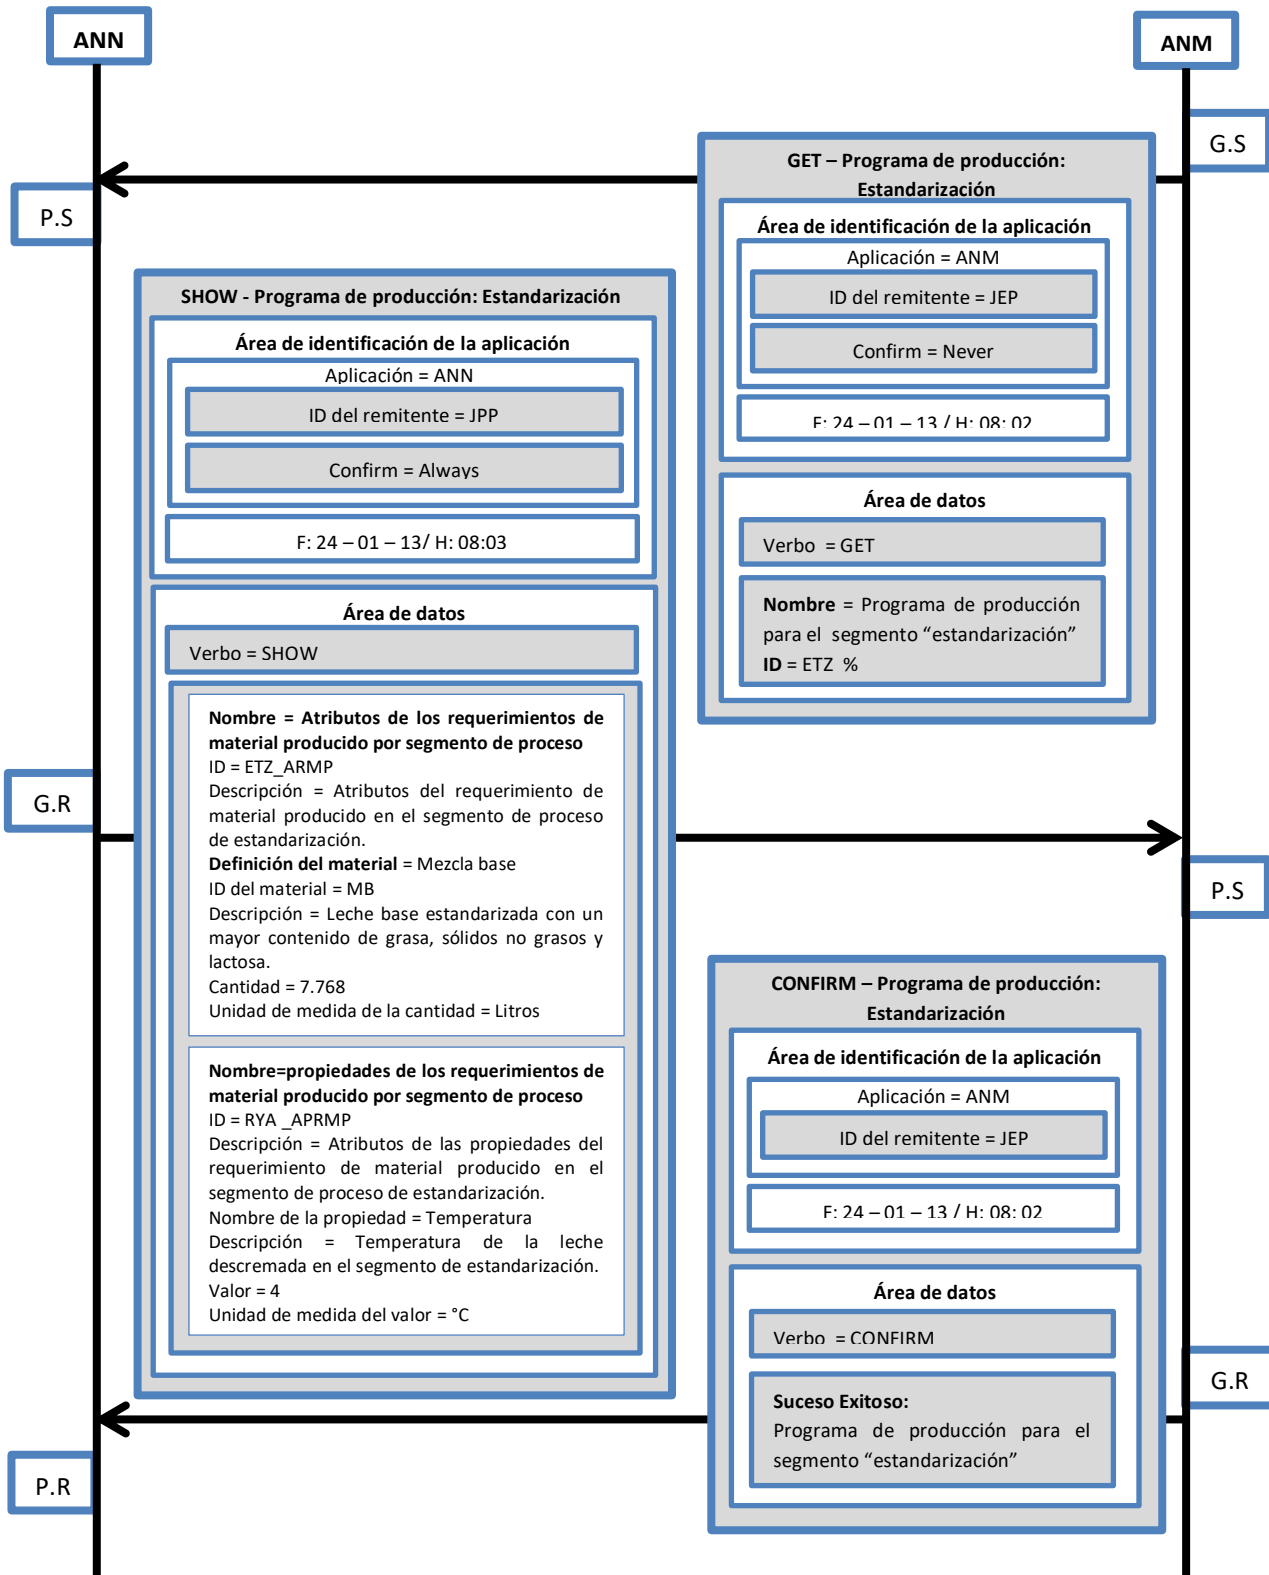 ANN
ANM
G.S
GET – Programa de producción:
Estandarización
Área de identificación de la aplicación
Aplicación = ANM
ID del remitente = JEP
Confirm = Never
F: 24 – 01 – 13 / H: 08: 02
Área de datos
Verbo = GET
Nombre = Programa de producción
para el segmento “estandarización”
ID = ETZ %
P.S
SHOW - Programa de producción: Estandarización
Área de identificación de la aplicación
Aplicación = ANN
ID del remitente = JPP
Confirm = Always
F: 24 – 01 – 13/ H: 08:03
Área de datos
Verbo = SHOW
Nombre = Atributos de los requerimientos de
material producido por segmento de proceso
ID = ETZ_ARMP
Descripción = Atributos del requerimiento de
material producido en el segmento de proceso
de estandarización.
Definición del material = Mezcla base
ID del material = MB
Descripción = Leche base estandarizada con un
mayor contenido de grasa, sólidos no grasos y
lactosa.
Cantidad = 7.768
Unidad de medida de la cantidad = Litros
Nombre=propiedades de los requerimientos de
material producido por segmento de proceso
ID = RYA _APRMP
Descripción = Atributos de las propiedades del
requerimiento de material producido en el
segmento de proceso de estandarización.
Nombre de la propiedad = Temperatura
Descripción = Temperatura de la leche
descremada en el segmento de estandarización.
Valor = 4
Unidad de medida del valor = °C
G.R
P.S
CONFIRM – Programa de producción:
Estandarización
Área de identificación de la aplicación
Aplicación = ANM
ID del remitente = JEP
F: 24 – 01 – 13 / H: 08: 02
Área de datos
Verbo = CONFIRM
Suceso Exitoso:
Programa de producción para el
segmento “estandarización”
G.R
P.R